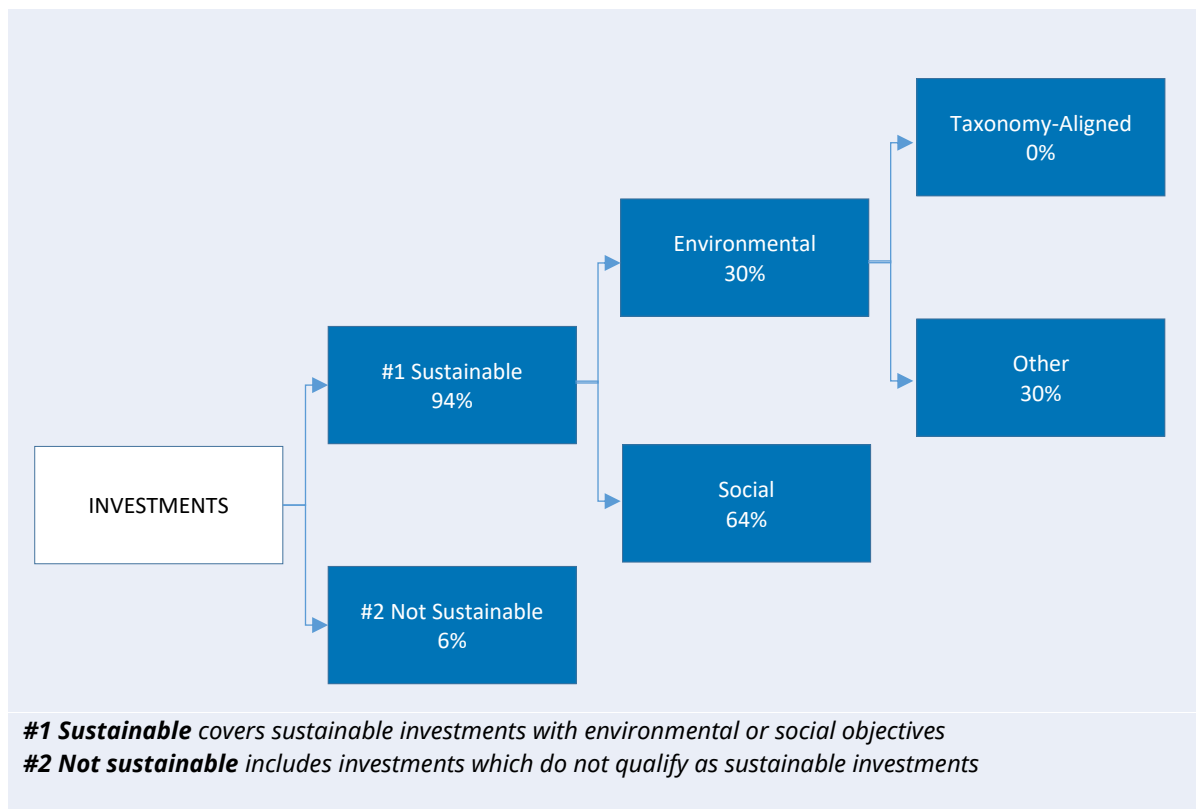 Taxonomy-Aligned
0%
Environmental
30%
Other
30%
#1 Sustainable
94%
Social
64%
INVESTMENTS
#2 Not Sustainable
6%
#1 Sustainable covers sustainable investments with environmental or social objectives
#2 Not sustainable includes investments which do not qualify as sustainable investments